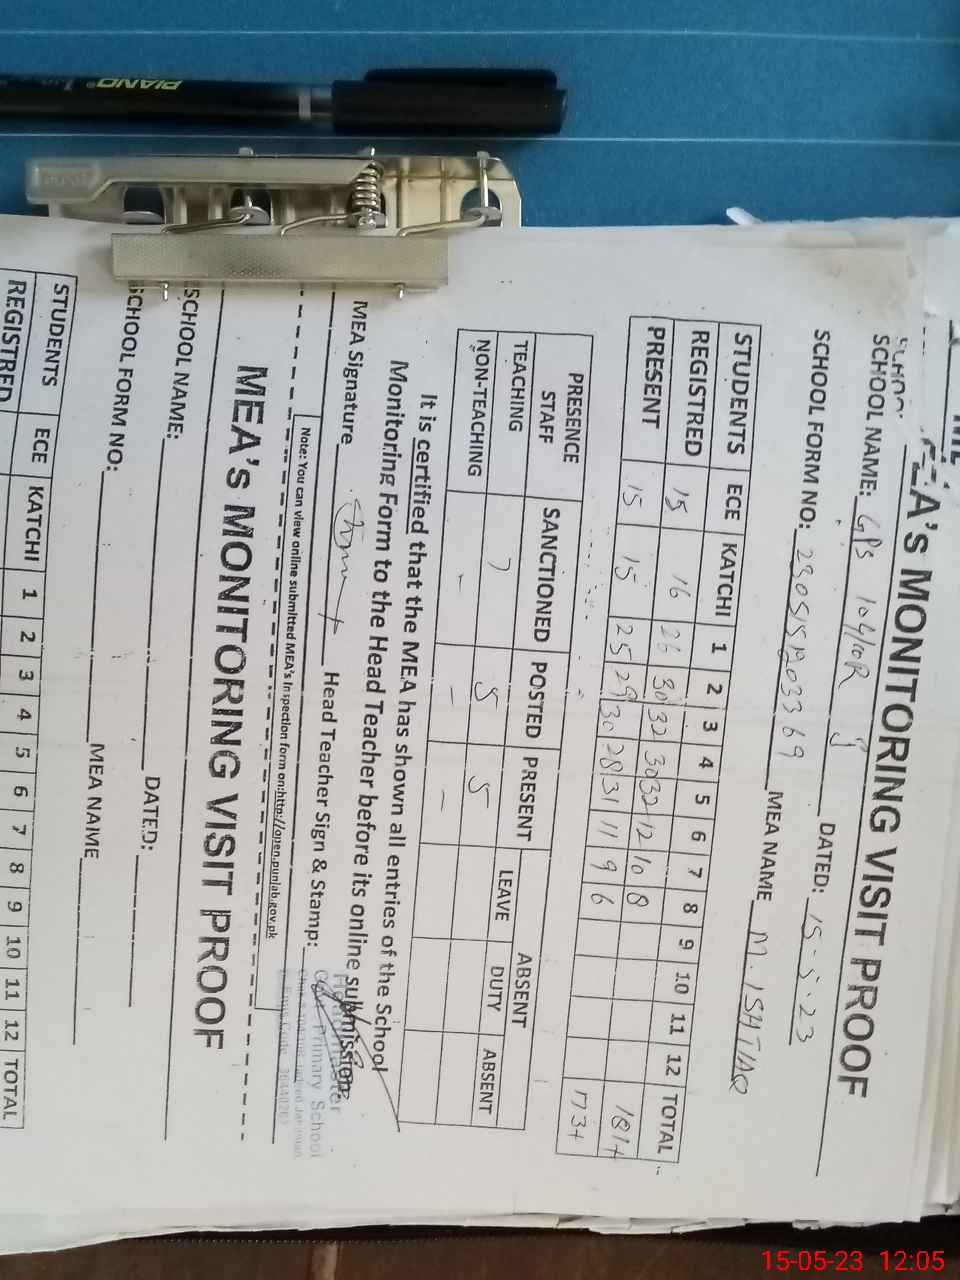 PIANO
MEA's MONITORING VISIT PROOF
SCHOOL NAME: GPS 104/10R
SCHOOL FORM NO: DATED: 15-5-23
MEA NAME M. ISHTIAQ
STUDENTS ECE KATCHI 1 2 3 4 5 6 7 8 9 10 11 12 TOTAL
REGISTRED 15 16 26 30 32 30 32 12 10 8 181+
PRESENT 15 15 25 29 30 28 31 11 9 6 173+
PRESENCE STAFF SANCTIONED POSTED PRESENT ABSENT
LEAVE DUTY ABSENT
TEACHING 7 5 5
NON-TEACHING - - -
It is certified that the MEA has shown all entries of the School
Monitoring Form to the Head Teacher before its online submission
MEA Signature Head Teacher Sign & Stamp:
Headmaster
Govt. Primary School
Note: You can view online submitted MEA's Inspection form on:http://open.punjab.gov.pk
MEA's MONITORING VISIT PROOF
SCHOOL NAME:
SCHOOL FORM NO: DATED:
MEA NAME
STUDENTS ECE KATCHI 1 2 3 4 5 6 7 8 9 10 11 12 TOTAL
REGISTRED
15-05-23 12:05